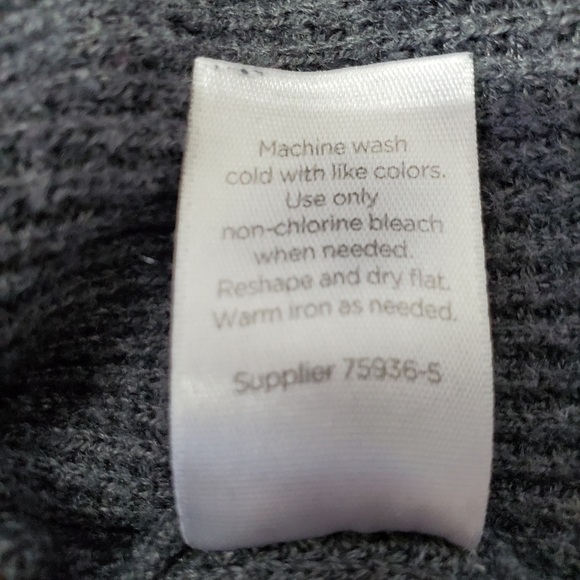 Machine wash
cold with like colors.
Use only
non-chlorine bleach
when needed.
Reshape and dry flat.
Warm iron as needed.
Supplier 75936-5